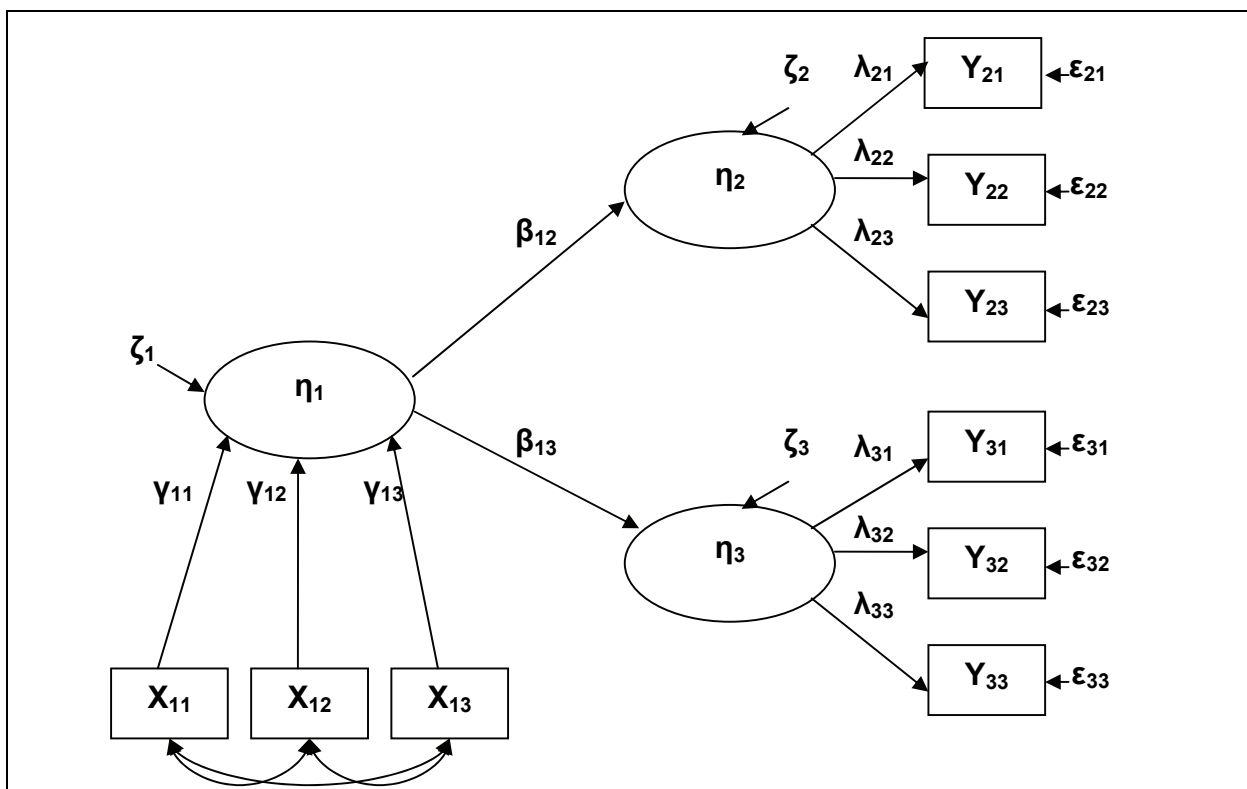 ζ₂
λ₂₁
Y₂₁
ε₂₁
η₂
λ₂₂
Y₂₂
ε₂₂
β₁₂
λ₂₃
Y₂₃
ε₂₃
ζ₁
η₁
β₁₃
ζ₃
λ₃₁
Y₃₁
ε₃₁
γ₁₁
γ₁₂
γ₁₃
η₃
λ₃₂
Y₃₂
ε₃₂
λ₃₃
Y₃₃
ε₃₃
X₁₁
X₁₂
X₁₃